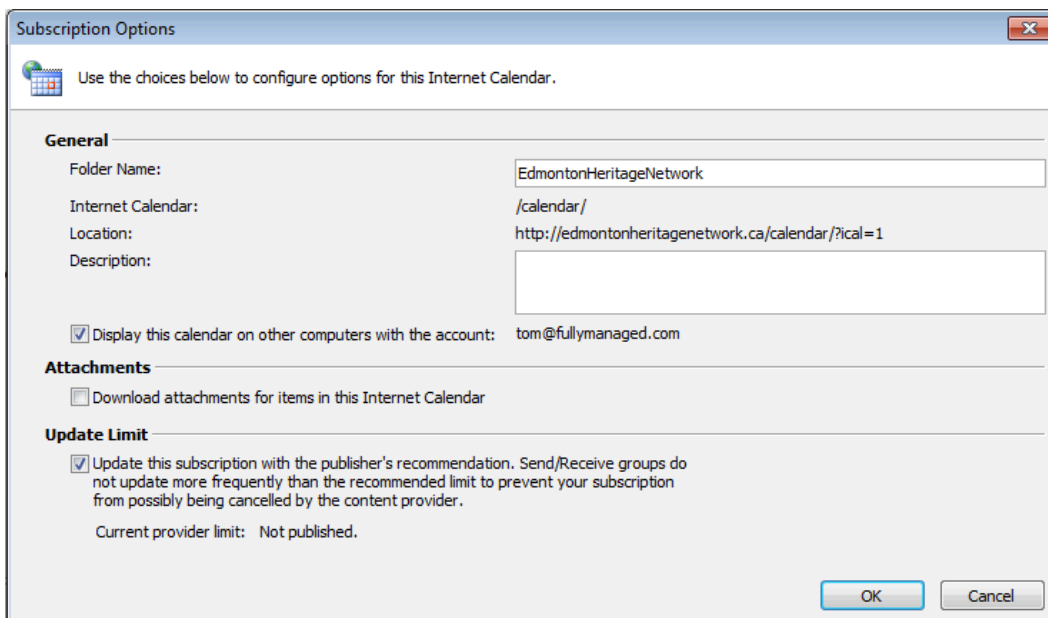 Subscription Options
Use the choices below to configure options for this Internet Calendar.
General
Folder Name: EdmontonHeritageNetwork
Internet Calendar: /calendar/
Location: http://edmontonheritagenetwork.ca/calendar/?ical=1
Description:
Display this calendar on other computers with the account: tom@fullymanaged.com
Attachments
Download attachments for items in this Internet Calendar
Update Limit
Update this subscription with the publisher's recommendation. Send/Receive groups do
not update more frequently than the recommended limit to prevent your subscription
from possibly being cancelled by the content provider.
Current provider limit: Not published.
OK Cancel